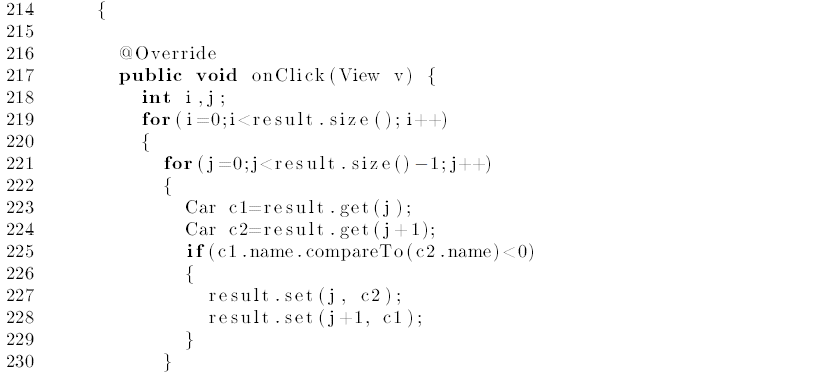 214 {
215
216 @Override
217 public void onClick(View v) {
218 int i,j;
219 for(i=0;i<result.size();i++)
220 {
221 for(j=0;j<result.size()-1;j++)
222 {
223 Car c1=result.get(j);
224 Car c2=result.get(j+1);
225 if(c1.name.compareTo(c2.name)<0)
226 {
227 result.set(j, c2);
228 result.set(j+1, c1);
229 }
230 }